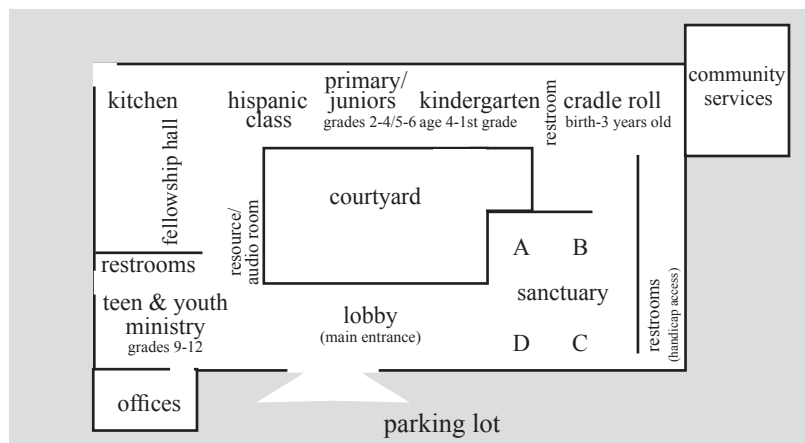 kitchen
fellowship hall
hispanic
class
primary/
juniors
grades 2-4/5-6
kindergarten
age 4-1st grade
restroom
cradle roll
birth-3 years old
community
services
courtyard
resource/
audio room
restrooms
teen & youth
ministry
grades 9-12
lobby
(main entrance)
A B
sanctuary
D C
restrooms
(handicap access)
offices
parking lot